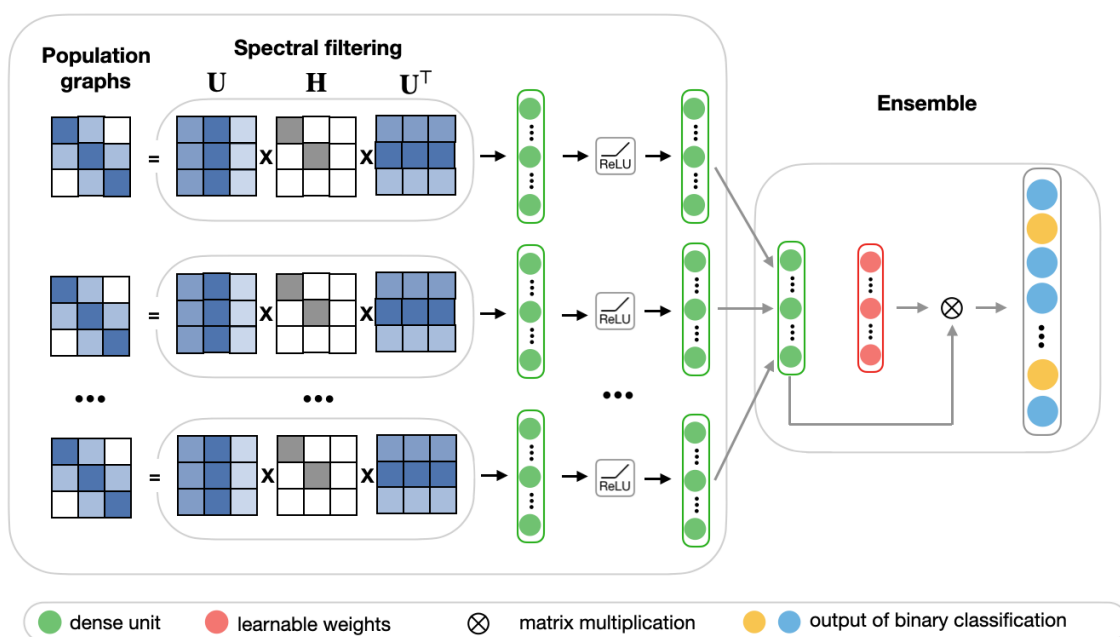 Population
graphs
Spectral filtering
U
H
U⊤
Ensemble
=
X
X
ReLU
=
X
X
ReLU
=
X
X
ReLU
dense unit
learnable weights
matrix multiplication
output of binary classification